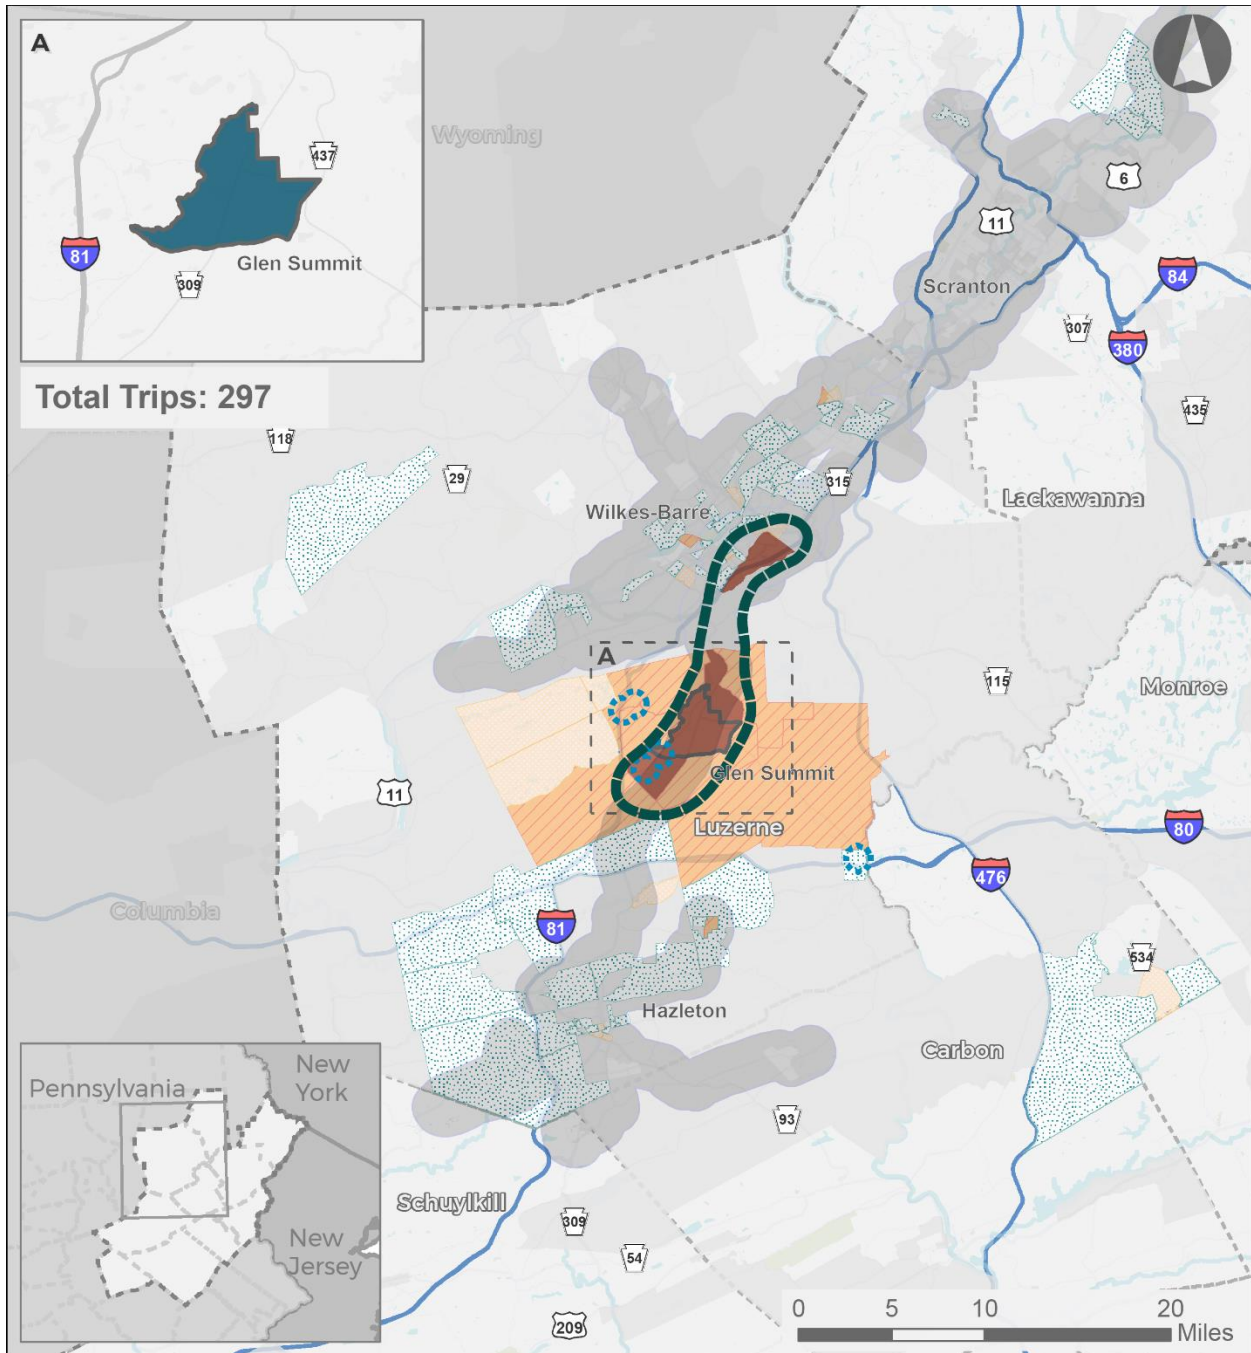 A
437
81
309
Glen Summit
Total Trips: 297
Wyoming
6
11
Scranton
84
307
380
435
118
29
315
Wilkes-Barre
Lackawanna
A
115
Monroe
11
Glen Summit
Luzerne
80
476
Columbia
81
534
Hazleton
Carbon
93
Pennsylvania
New
York
New
Jersey
Schuylkill
309
54
209
0
5
10
20
Miles